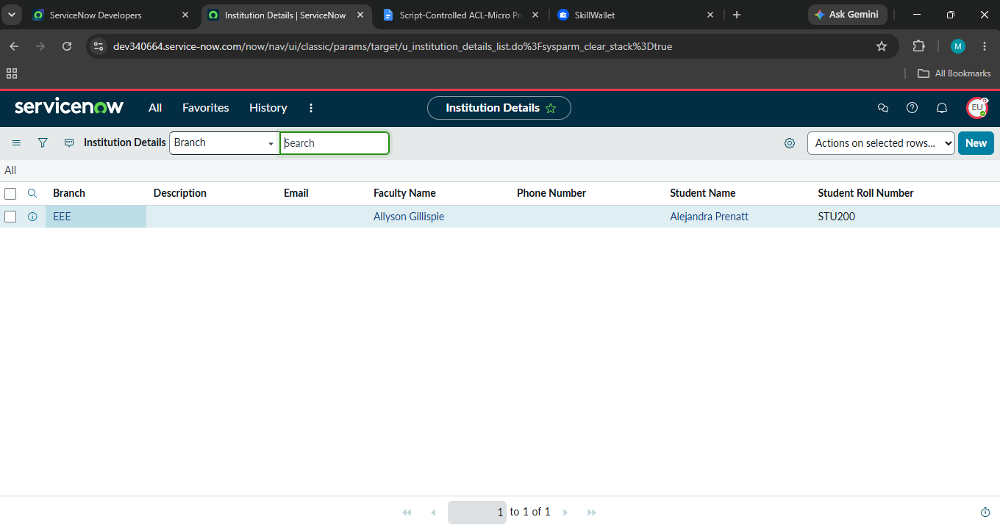 ServiceNow Developers
Institution Details | ServiceNow
Script-Controlled ACL-Micro Pr
SkillWallet
Ask Gemini
dev340664.service-now.com/now/nav/ui/classic/params/target/u_institution_details_list.do%3Fsysparm_clear_stack%3Dtrue
M
All Bookmarks
servicenow
All
Favorites
History
Institution Details
EU
Institution Details
Branch
Search
Actions on selected rows...
New
All
Branch Description Email Faculty Name Phone Number Student Name Student Roll Number
EEE Allyson Gillispie Alejandra Prenatt STU200
1 to 1 of 1